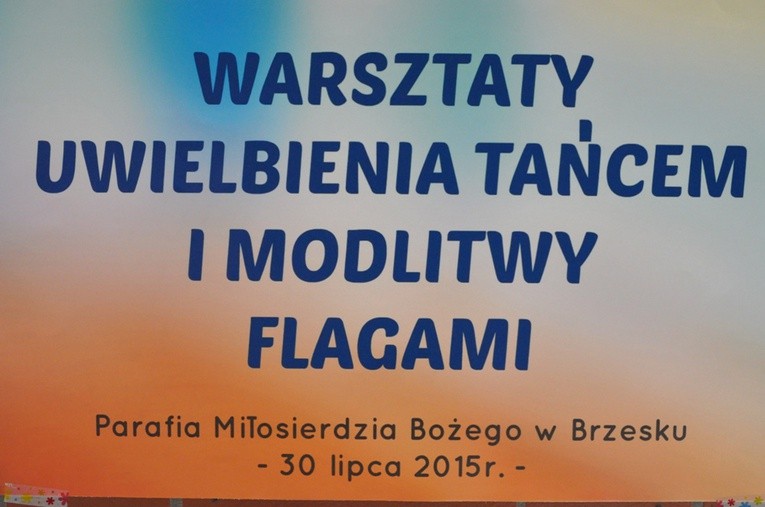 WARSZTATY
UWIELBIENIA TAŃCEM
I MODLITWY
FLAGAMI
Parafia Miłosierdzia Bożego w Brzesku
- 30 lipca 2015r. -